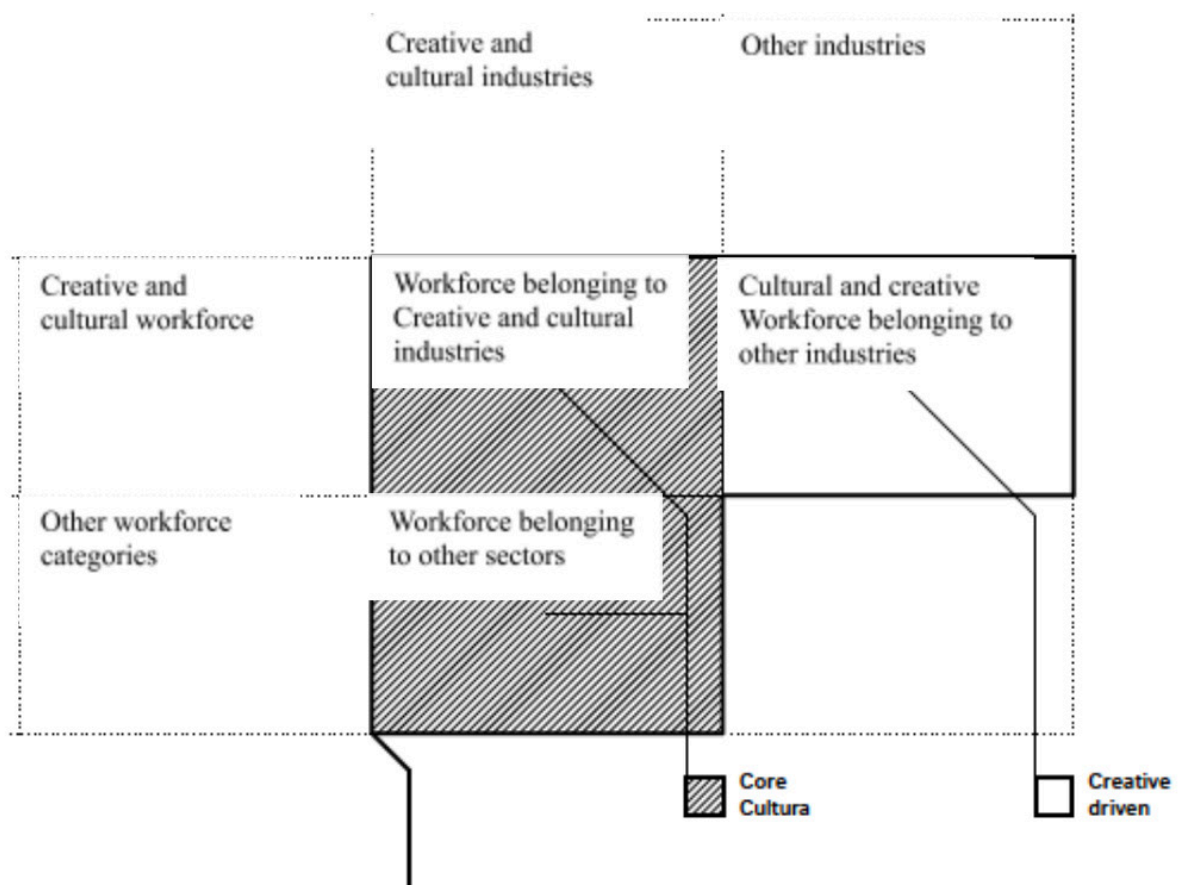 Creative and
cultural industries
Other industries
Creative and
cultural workforce
Workforce belonging to
Creative and cultural
industries
Cultural and creative
Workforce belonging to
other industries
Other workforce
categories
Workforce belonging
to other sectors
Core
Cultura
Creative
driven